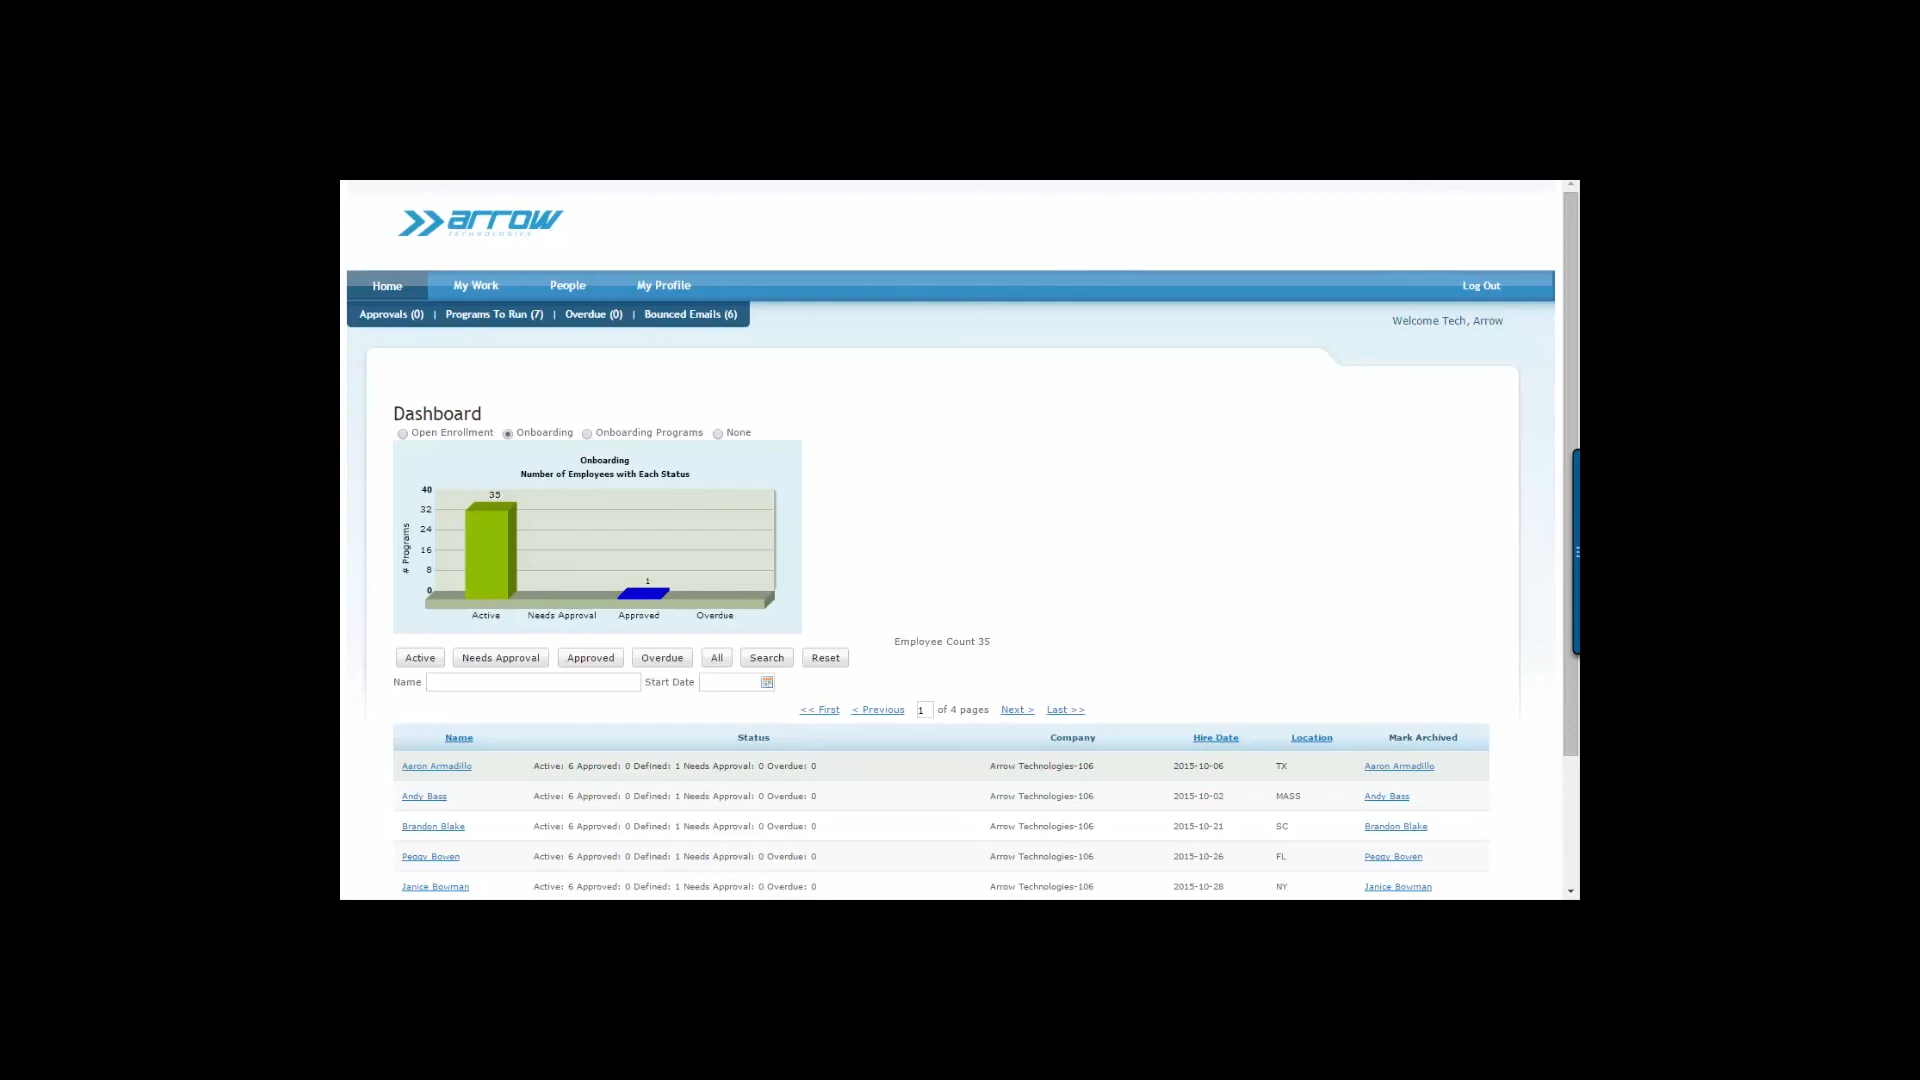 arrow
TECHNOLOGIES
Home My Work People My Profile Log Out
Approvals (0) | Programs To Run (7) | Overdue (0) | Bounced Emails (6)
Welcome Tech, Arrow
Dashboard
Open Enrollment Onboarding Onboarding Programs None
Onboarding
Number of Employees with Each Status
# Programs
40
35
32
24
16
8
1
0
Active Needs Approval Approved Overdue
Employee Count 35
Active Needs Approval Approved Overdue All Search Reset
Name Start Date
<< First < Previous 1 of 4 pages Next > Last >>
Name Status Company Hire Date Location Mark Archived
Aaron Armadillo Active: 6 Approved: 0 Defined: 1 Needs Approval: 0 Overdue: 0 Arrow Technologies-106 2015-10-06 TX Aaron Armadillo
Andy Bass Active: 6 Approved: 0 Defined: 1 Needs Approval: 0 Overdue: 0 Arrow Technologies-106 2015-10-02 MASS Andy Bass
Brandon Blake Active: 6 Approved: 0 Defined: 1 Needs Approval: 0 Overdue: 0 Arrow Technologies-106 2015-10-21 SC Brandon Blake
Peggy Bowen Active: 6 Approved: 0 Defined: 1 Needs Approval: 0 Overdue: 0 Arrow Technologies-106 2015-10-26 FL Peggy Bowen
Janice Bowman Active: 6 Approved: 0 Defined: 1 Needs Approval: 0 Overdue: 0 Arrow Technologies-106 2015-10-28 NY Janice Bowman